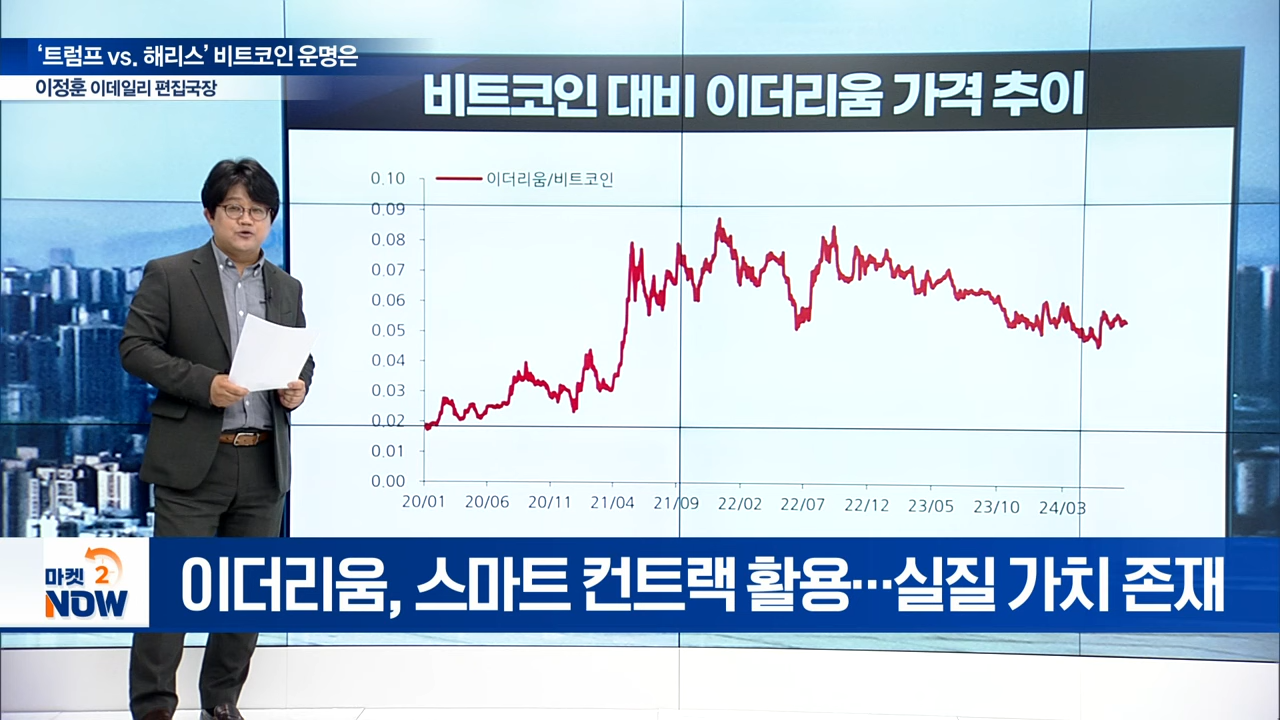 ‘트럼프 vs. 해리스’ 비트코인 운명은
이정훈 이데일리 편집국장
비트코인 대비 이더리움 가격 추이
이더리움/비트코인
0.10
0.09
0.08
0.07
0.06
0.05
0.04
0.03
0.02
0.01
0.00
20/01 20/06 20/11 21/04 21/09 22/02 22/07 22/12 23/05 23/10 24/03
마켓 2
NOW
이더리움, 스마트 컨트랙 활용…실질 가치 존재